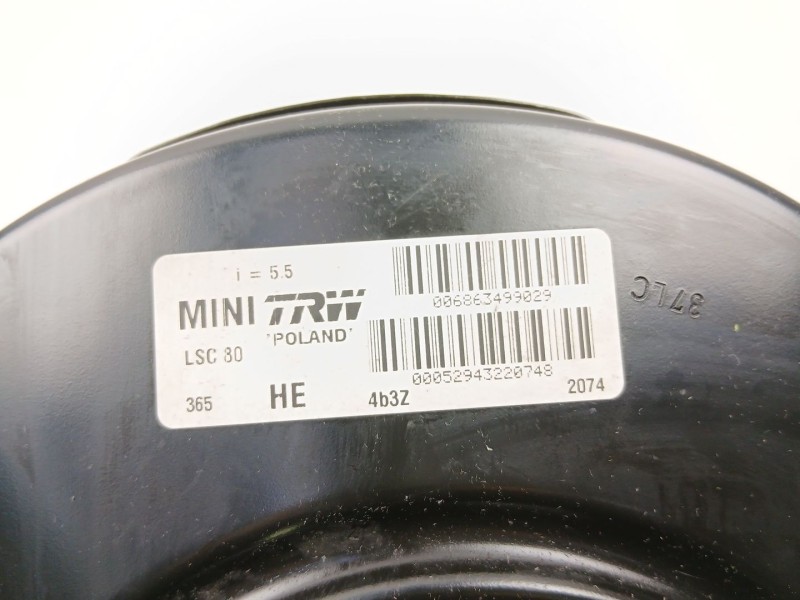 i = 5.5
006863499029
MINI TRW
LSC 80 'POLAND'
00052943220748
365 HE 4b3Z 2074
37LC